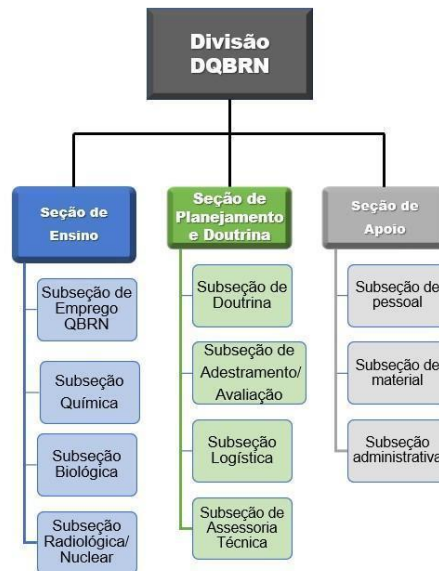 Divisão
DQBRN
Seção de
Ensino
Subseção de
Emprego
QBRN
Subseção
Química
Subseção
Biológica
Subseção
Radiológica/
Nuclear
Seção de
Planejamento
e Doutrina
Subseção de
Doutrina
Subseção de
Adestramento/
Avaliação
Subseção
Logística
Subseção de
Assessoria
Técnica
Seção de
Apoio
Subseção de
pessoal
Subseção de
material
Subseção
administrativa